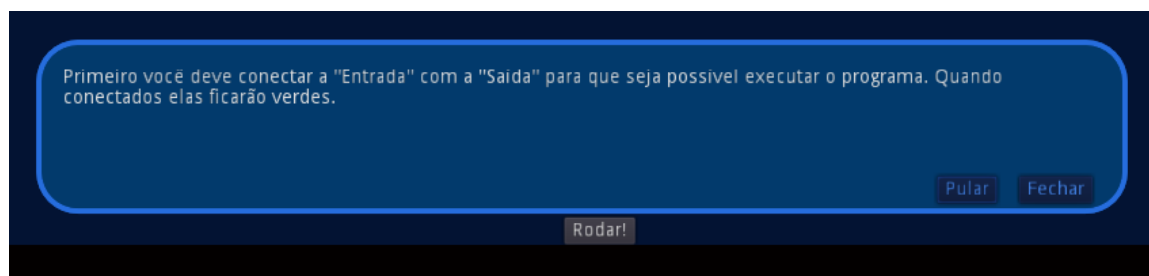 Primeiro você deve conectar a "Entrada" com a "Saida" para que seja possivel executar o programa. Quando
conectados elas ficarão verdes.
Pular Fechar
Rodar!